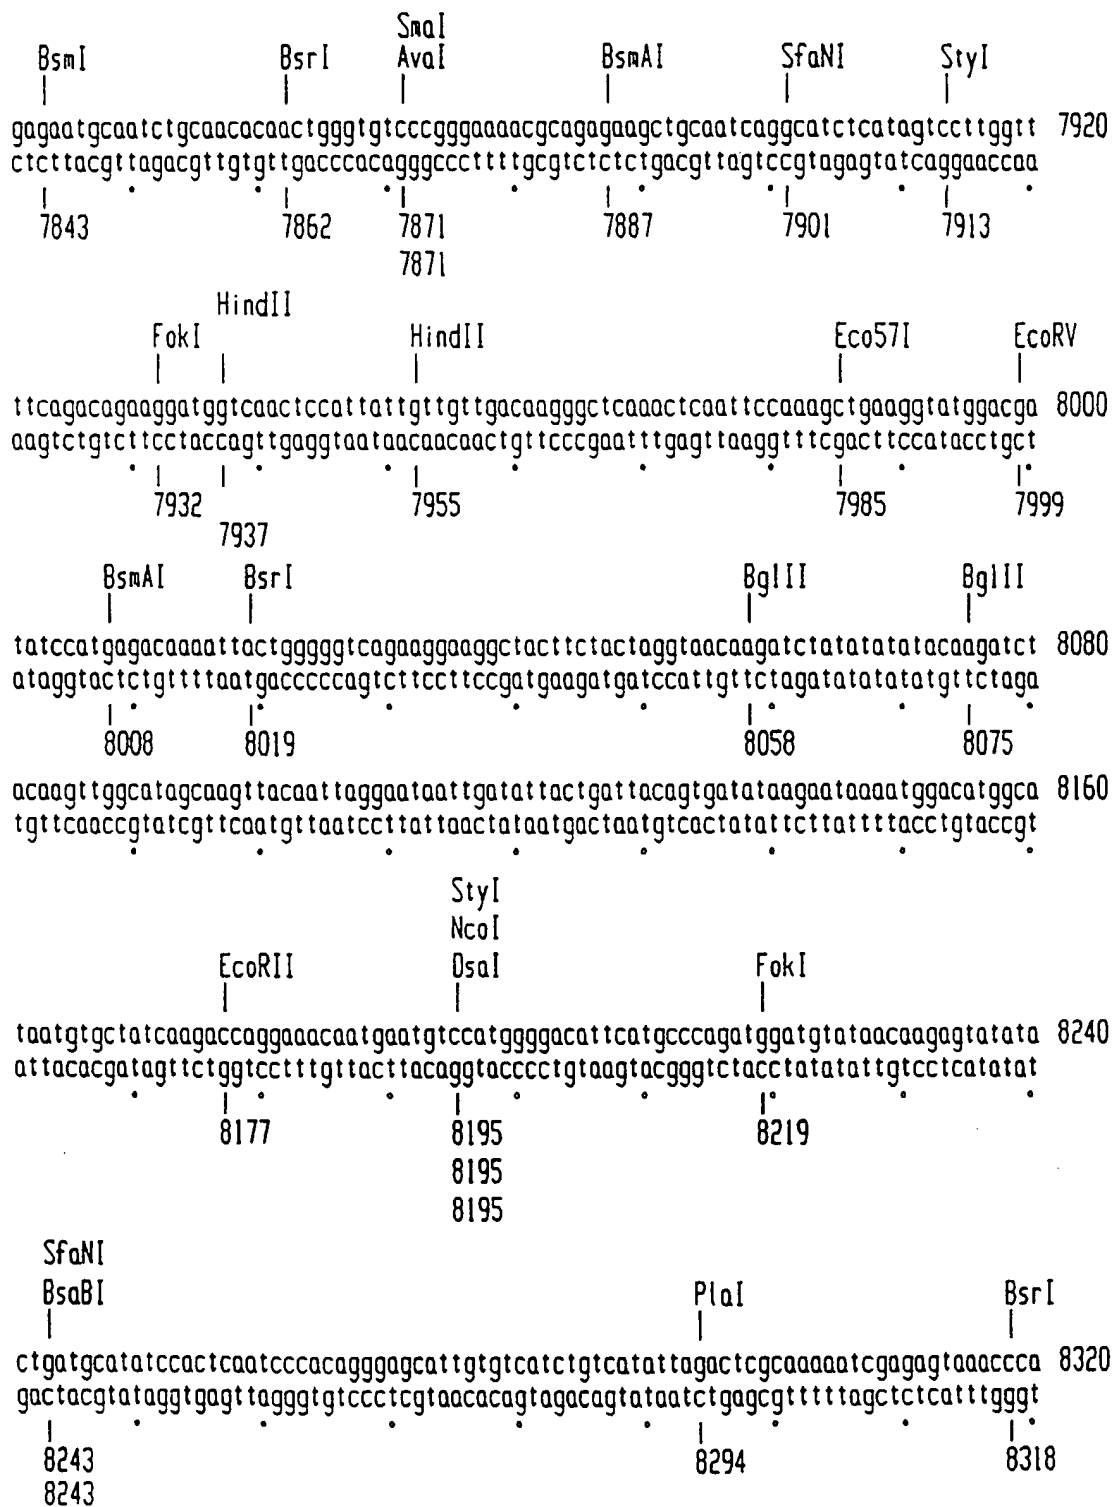 SmaI
BsmI BsrI AvaI BsmAI SfaNI StyI
gagaatgcaatctgcaacacaactgggtgtcccgggaaaacgcagagaagctgcaatcaggcatctcatagtccttggtt 7920
ctcttacgttagacgttgtgttgacccacagggcccttttgcgtctctctgacgttagtccgtagagtatcaggaaccaa
7843 7862 7871 7887 7901 7913
7871
HindII
FokI HindII Eco57I EcoRV
ttcagacagaaggatggtcaactccattattgttgttgacaagggctcaaactcaattccaaagctgaaggtatggacga 8000
aagtctgtcttcctaccagttgaggtaataacaacaactgttcccgaatttgagttaaggtttcgacttccatacctgct
7932 7955 7985 7999
7937
BsmAI BsrI BglII BglII
tatccatgagacaaaattactgggggtcagaaggaaggctacttctactaggtaacaagatctatatatatacaagatct 8080
ataggtactctgttttaatgacccccagtcttccttccgatgaagatgatccattgttctagatatatatatgttctaga
8008 8019 8058 8075
acaagttggcatagcaagttacaattaggaataattgatattactgattacagtgatataagaataaaatggacatggca 8160
tgttcaaccgtatcgttcaatgttaatccttattaactataatgactaatgtcactatattcttattttacctgtaccgt
StyI
NcoI
EcoRII DsaI FokI
taatgtgctatcaagaccaggaaacaatgaatgtccatggggacattcatgcccagatggatgtataacaagagtatata 8240
attacacgatagttctggtcctttgttacttacaggtacccctgtaagtacgggtctacctatatattgtcctcatatat
8177 8195 8219
8195
8195
SfaNI
BsaBI PlaI BsrI
ctgatgcatatccactcaatcccacagggagcattgtgtcatctgtcatattagactcgcaaaaatcgagagtaaaccca 8320
gactacgtataggtgagttagggtgtccctcgtaacacagtagacagtataatctgagcgtttttagctctcatttgggt
8243 8294 8318
8243